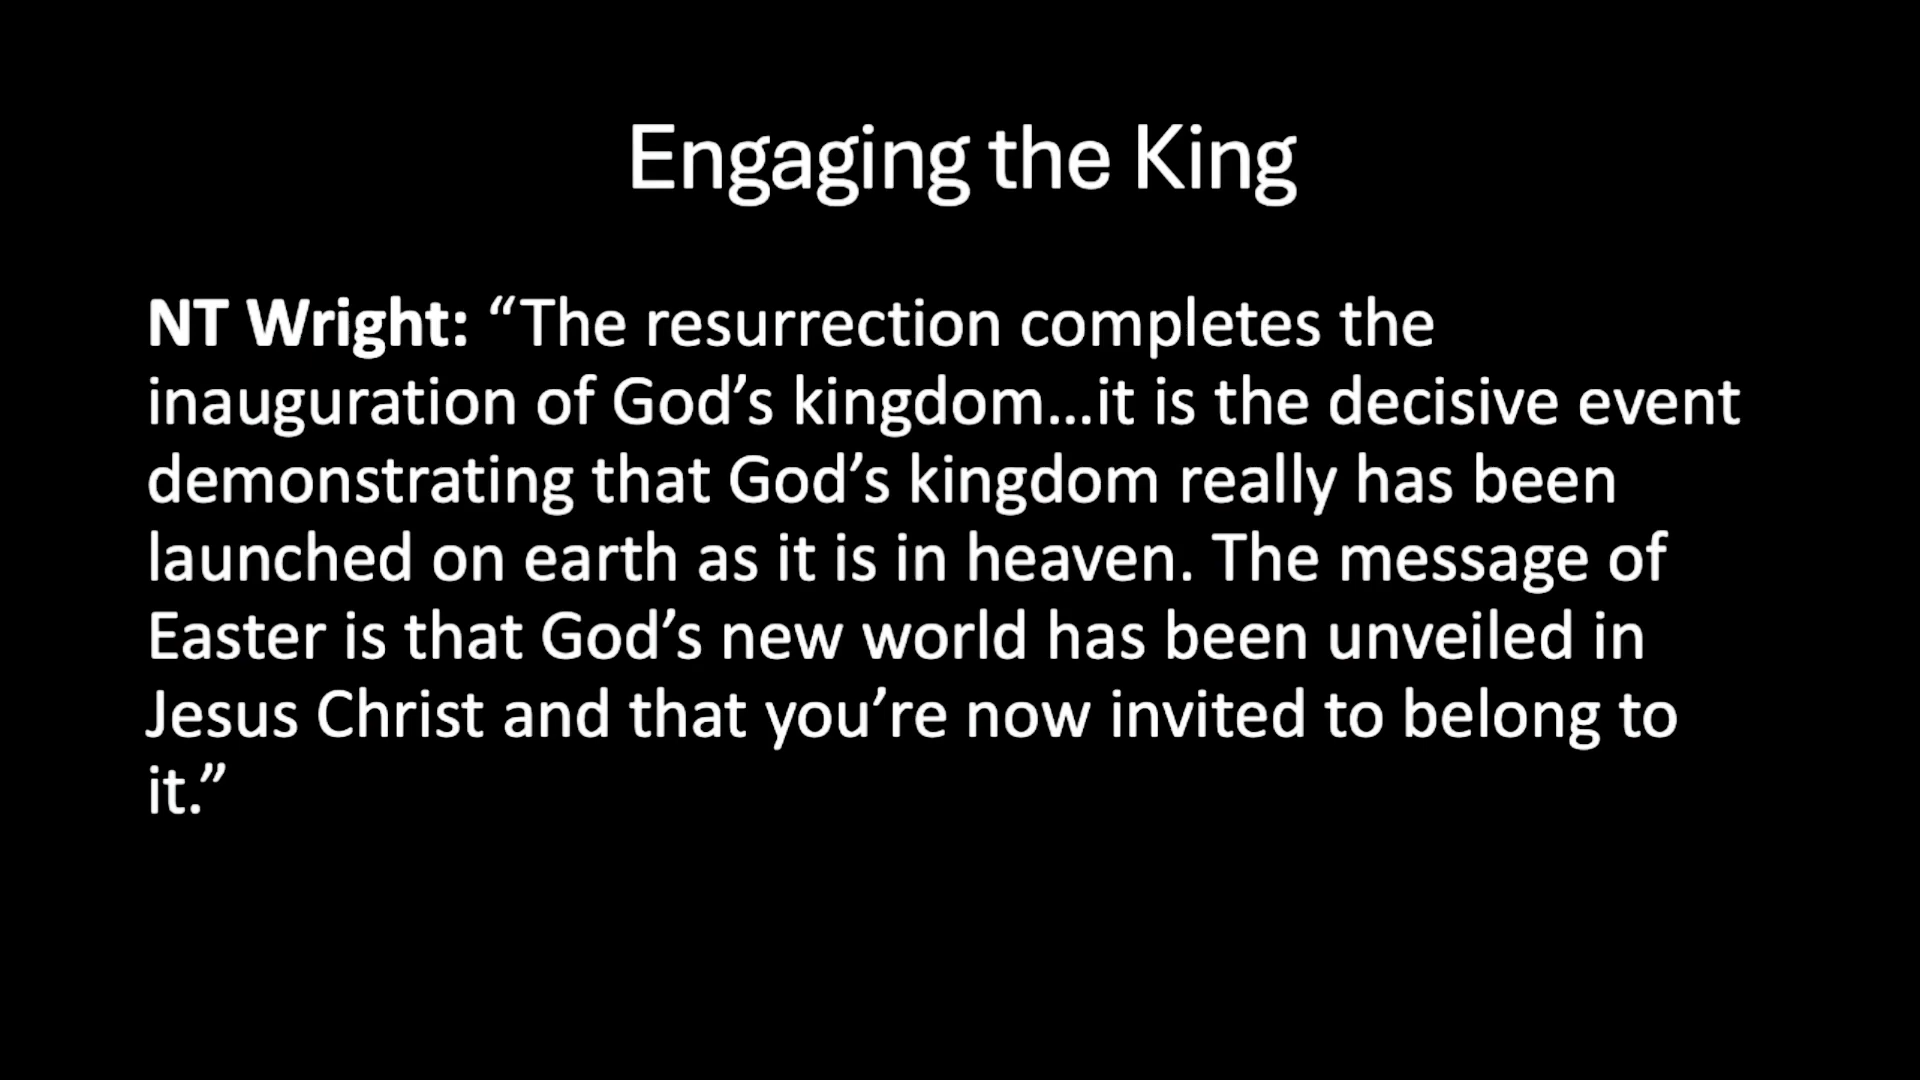 Engaging the King
NT Wright: “The resurrection completes the
inauguration of God’s kingdom...it is the decisive event
demonstrating that God’s kingdom really has been
launched on earth as it is in heaven. The message of
Easter is that God’s new world has been unveiled in
Jesus Christ and that you’re now invited to belong to
it.”